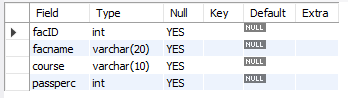 Field Type Null Key Default Extra
facID int YES NULL
facname varchar(20) YES NULL
course varchar(10) YES NULL
passperc int YES NULL